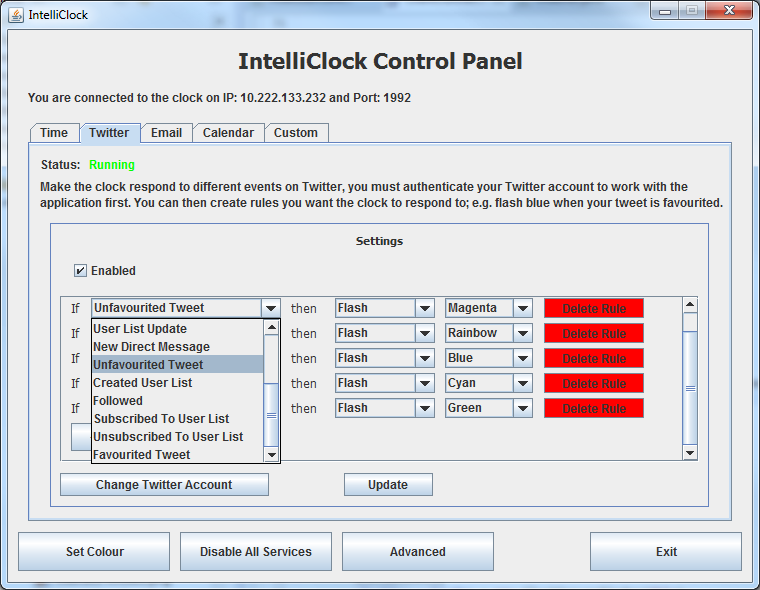 IntelliClock
IntelliClock Control Panel
You are connected to the clock on IP: 10.222.133.232 and Port: 1992
Time Twitter Email Calendar Custom
Status: Running
Make the clock respond to different events on Twitter, you must authenticate your Twitter account to work with the
application first. You can then create rules you want the clock to respond to; e.g. flash blue when your tweet is favourited.
Settings
Enabled
If Unfavourited Tweet then Flash Magenta Delete Rule
If then Flash Rainbow Delete Rule
If then Flash Blue Delete Rule
If then Flash Cyan Delete Rule
If then Flash Green Delete Rule
User List Update
New Direct Message
Unfavourited Tweet
Created User List
Followed
Subscribed To User List
Unsubscribed To User List
Favourited Tweet
Change Twitter Account Update
Set Colour Disable All Services Advanced Exit